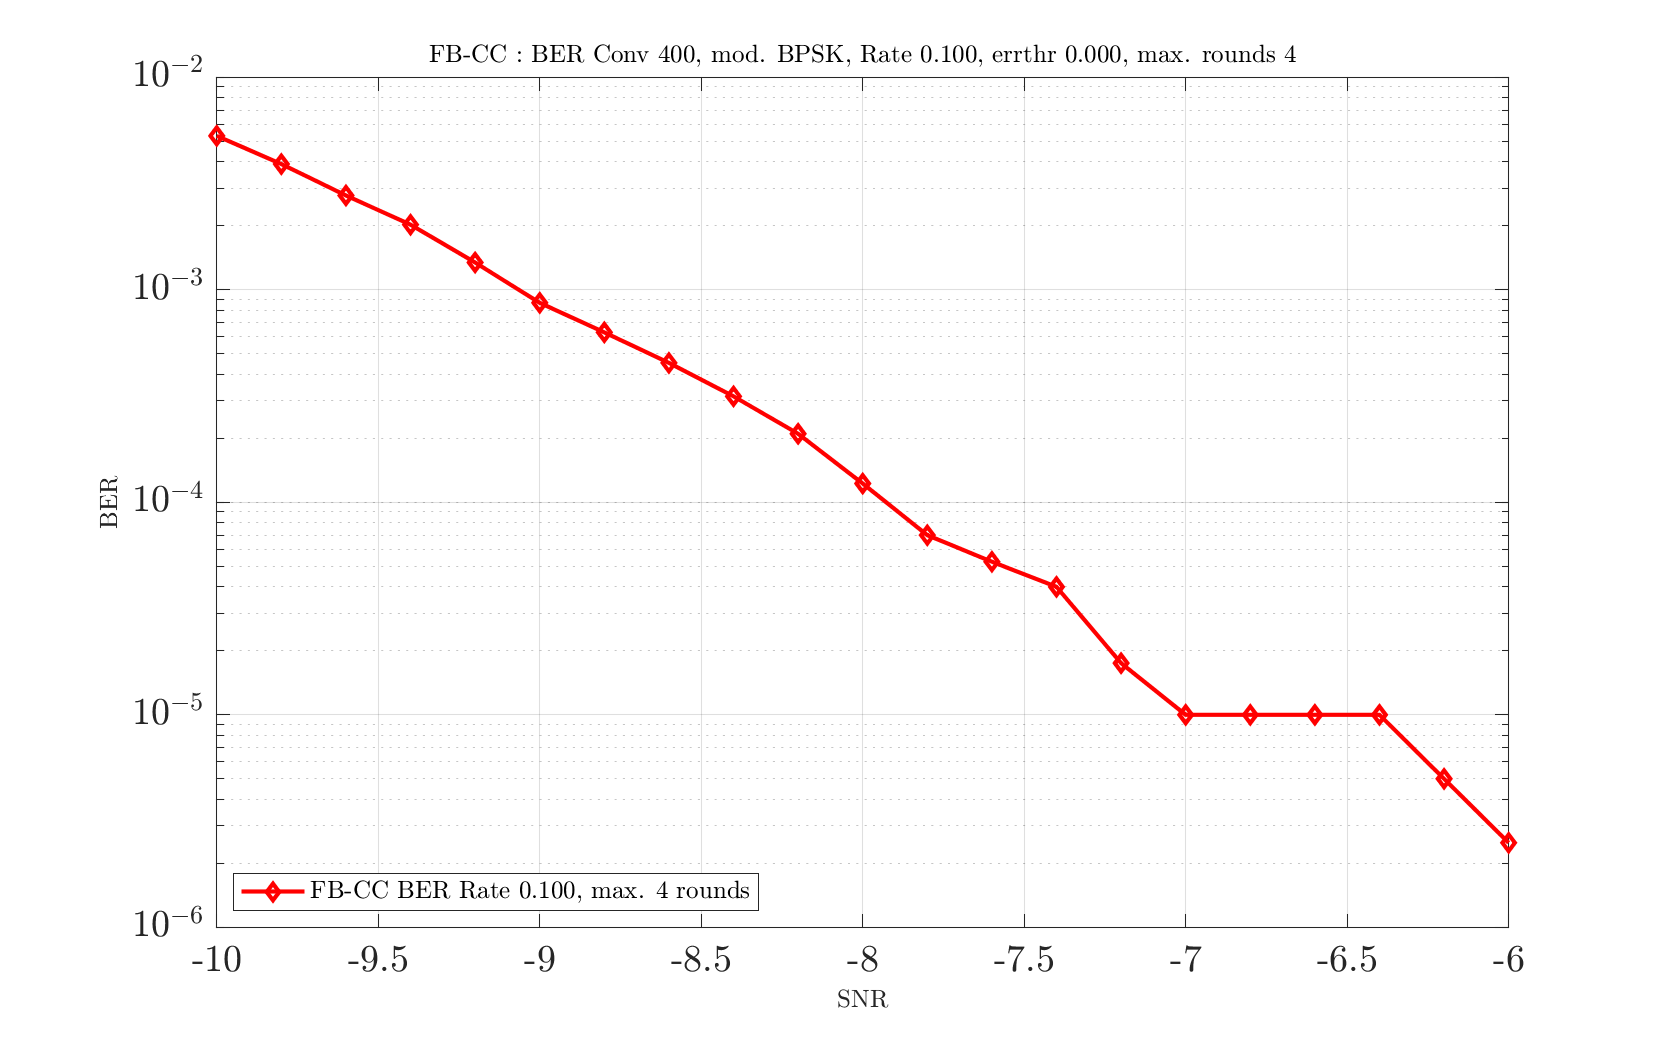 FB-CC : BER Conv 400, mod. BPSK, Rate 0.100, errthr 0.000, max. rounds 4
10⁻²
10⁻³
10⁻⁴
10⁻⁵
10⁻⁶
BER
FB-CC BER Rate 0.100, max. 4 rounds
-10 -9.5 -9 -8.5 -8 -7.5 -7 -6.5 -6
SNR